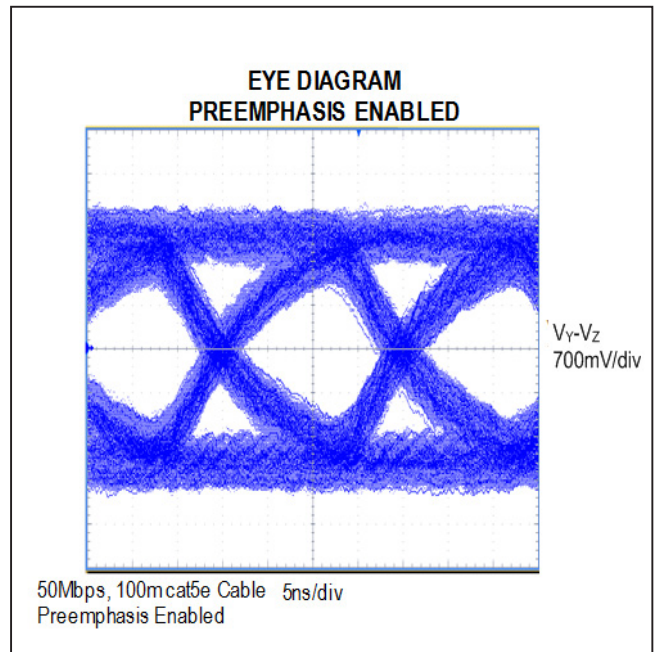 EYE DIAGRAM
PREEMPHASIS ENABLED
VY-VZ
700mV/div
50Mbps, 100m cat5e Cable 5ns/div
Preemphasis Enabled